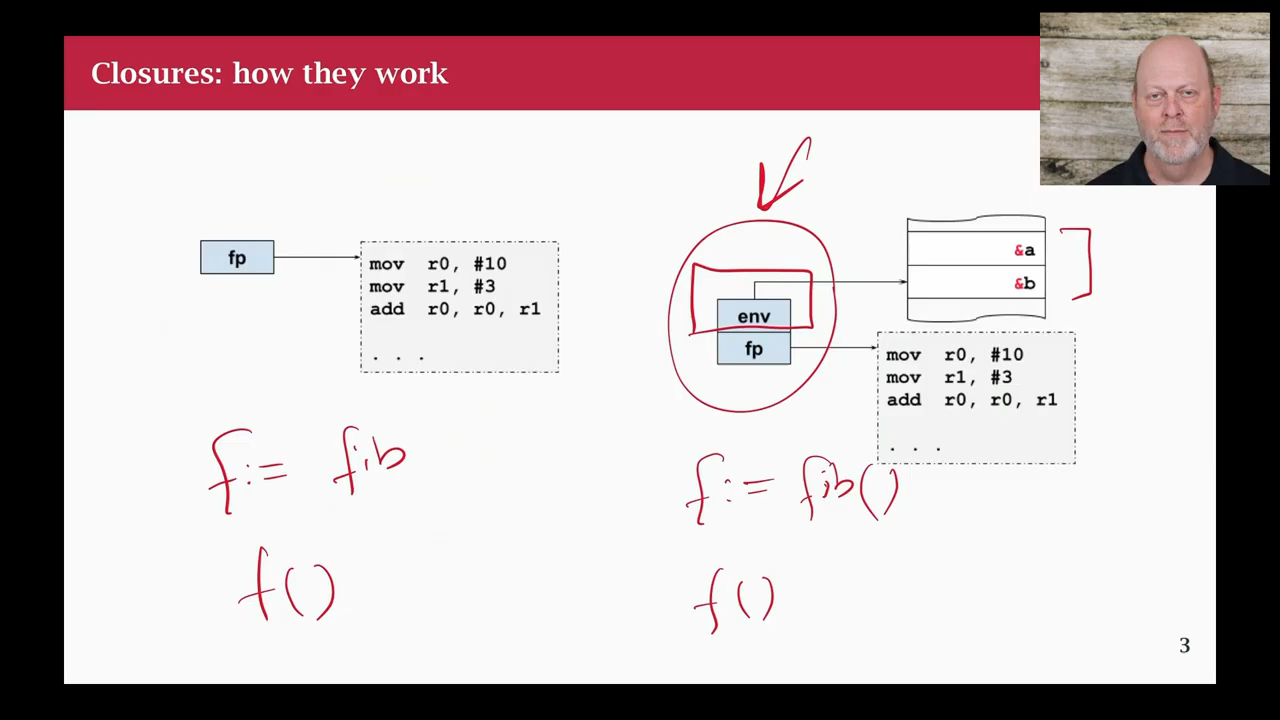 Closures: how they work
fp
mov r0, #10
mov r1, #3
add r0, r0, r1
. . .
f := fib
f()
&a
&b
env
fp
mov r0, #10
mov r1, #3
add r0, r0, r1
. . .
f := fib()
f()
3